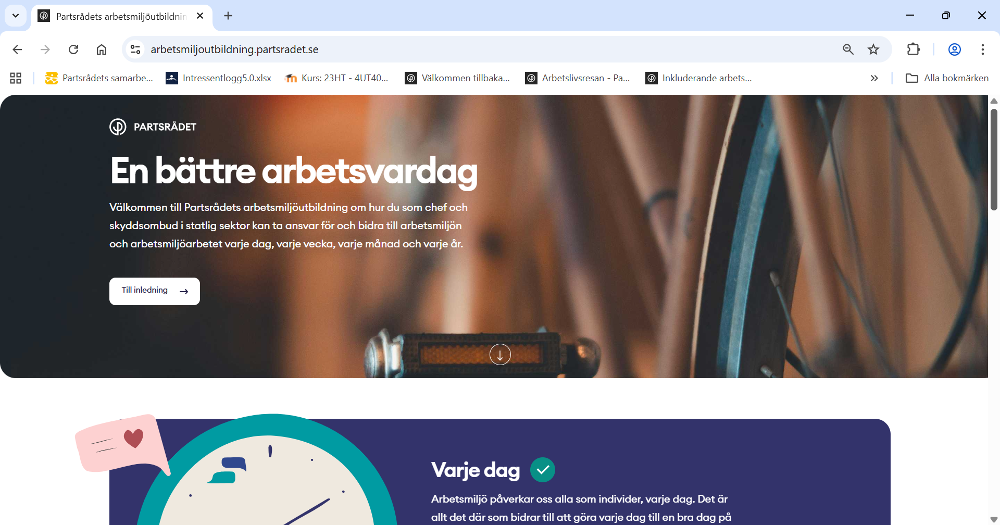 Partsrådets arbetsmiljöutbildnin
arbetsmiljoutbildning.partsradet.se
Partsrådets samarbe...
Intressentlogg5.0.xlsx
Kurs: 23HT - 4UT40...
Välkommen tillbaka...
Arbetslivsresan - Pa...
Inkluderande arbets...
Alla bokmärken
PARTSRÅDET
En bättre arbetsvardag
Välkommen till Partsrådets arbetsmiljöutbildning om hur du som chef och
skyddsombud i statlig sektor kan ta ansvar för och bidra till arbetsmiljön
och arbetsmiljöarbetet varje dag, varje vecka, varje månad och varje år.
Till inledning
Varje dag
Arbetsmiljö påverkar oss alla som individer, varje dag. Det är
allt det där som bidrar till att göra varje dag till en bra dag på